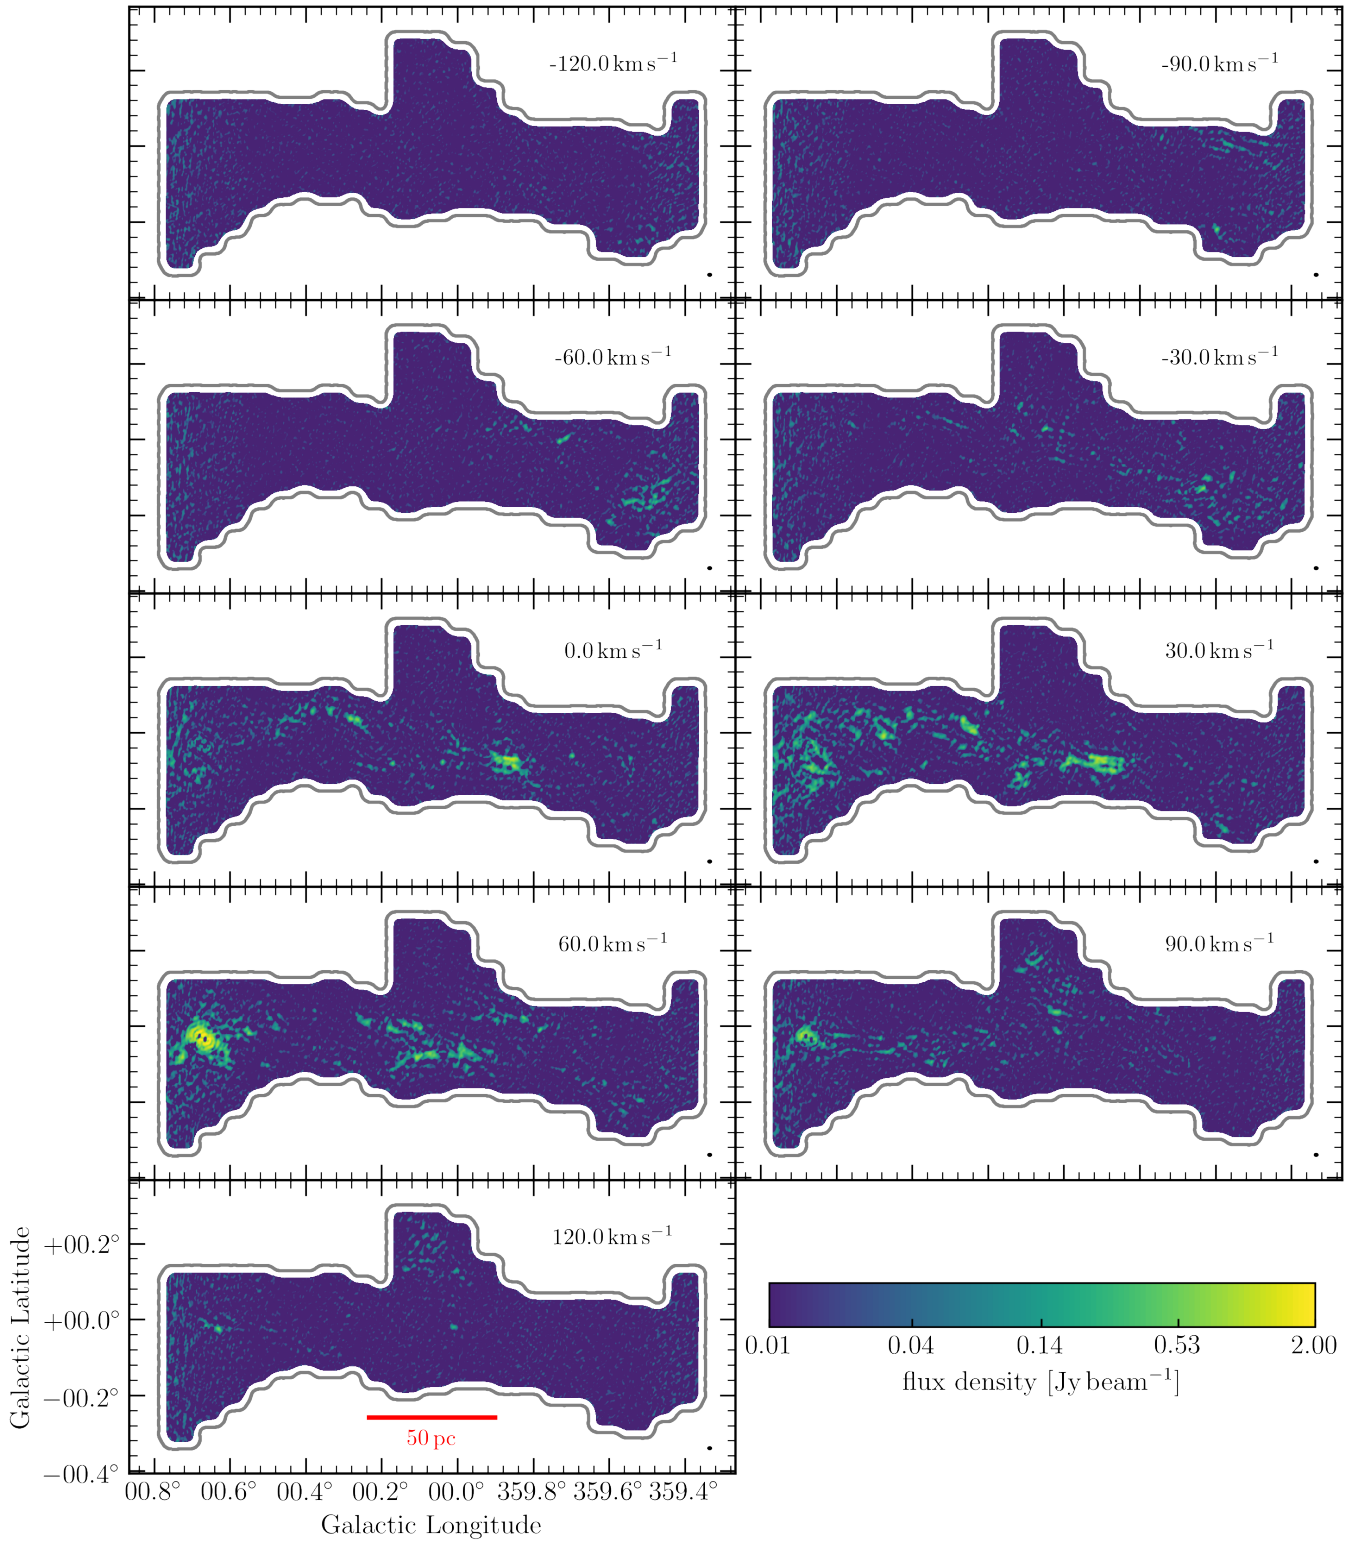 -120.0 km s⁻¹
-90.0 km s⁻¹
-60.0 km s⁻¹
-30.0 km s⁻¹
0.0 km s⁻¹
30.0 km s⁻¹
60.0 km s⁻¹
90.0 km s⁻¹
120.0 km s⁻¹
+00.2°
+00.0°
−00.2°
−00.4°
Galactic Latitude
50 pc
00.8° 00.6° 00.4° 00.2° 00.0° 359.8° 359.6° 359.4°
Galactic Longitude
0.01 0.04 0.14 0.53 2.00
flux density [Jy beam⁻¹]